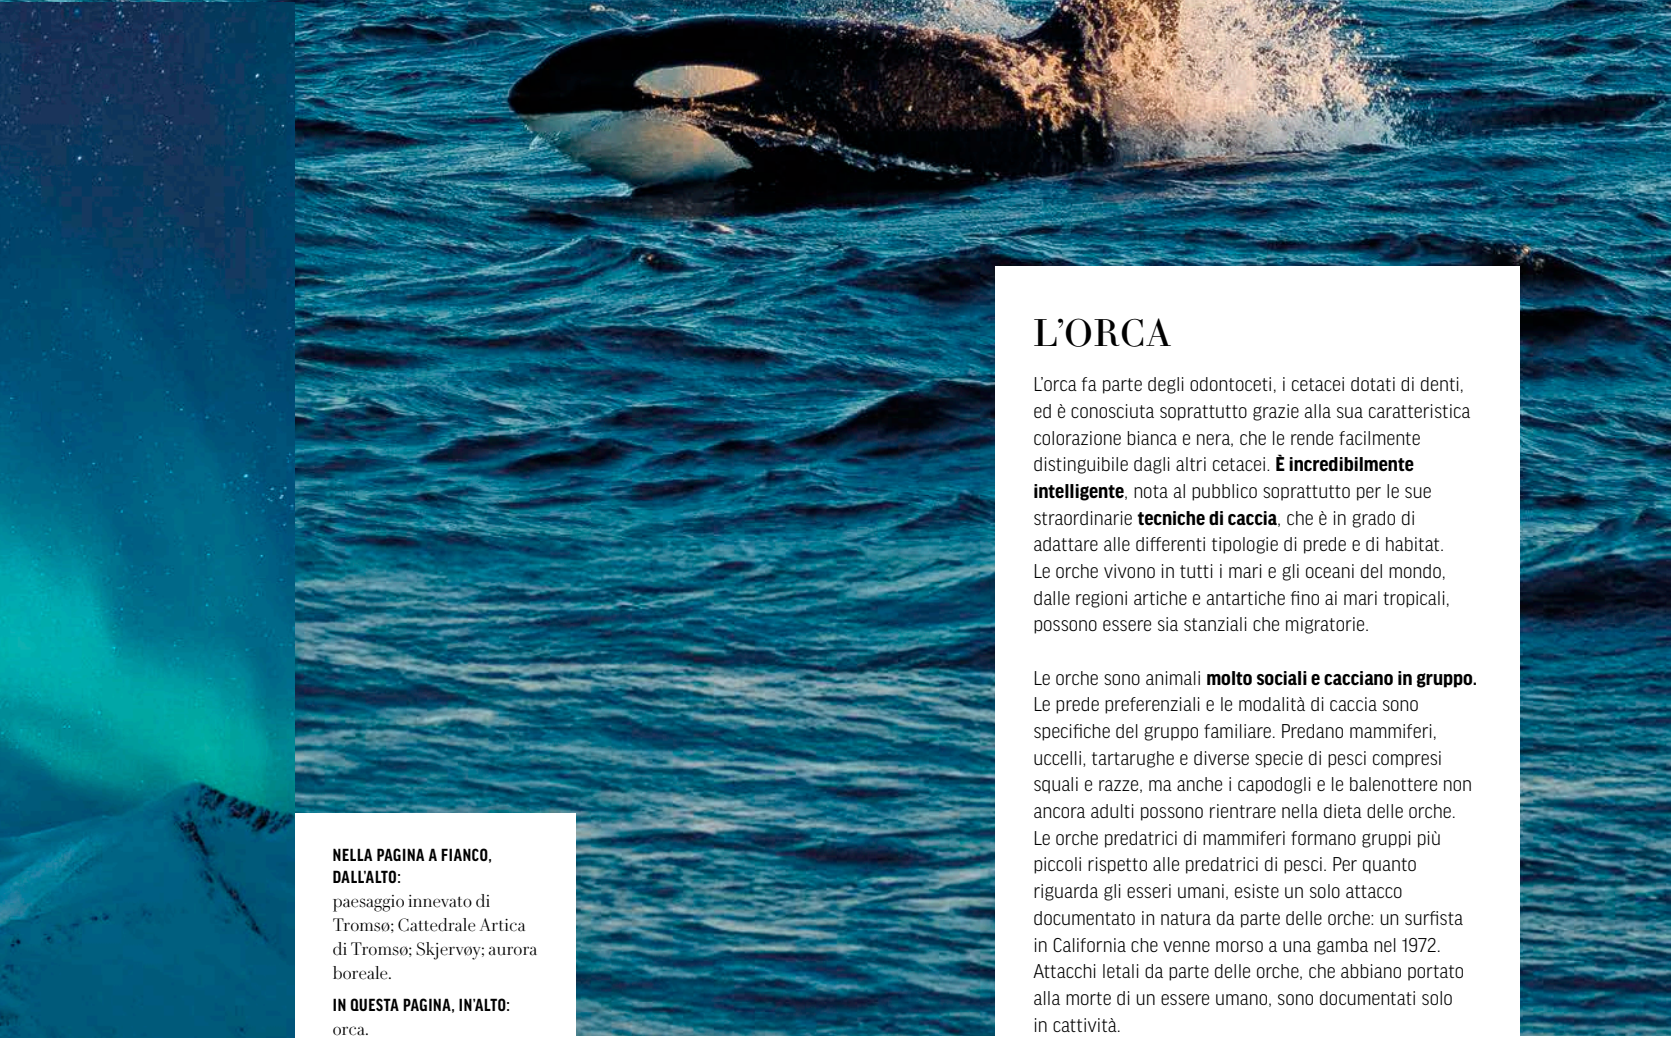 L'ORCA
L'orca fa parte degli odontoceti, i cetacei dotati di denti,
ed è conosciuta soprattutto grazie alla sua caratteristica
colorazione bianca e nera, che le rende facilmente
distinguibile dagli altri cetacei. È incredibilmente
intelligente, nota al pubblico soprattutto per le sue
straordinarie tecniche di caccia, che è in grado di
adattare alle differenti tipologie di prede e di habitat.
Le orche vivono in tutti i mari e gli oceani del mondo,
dalle regioni artiche e antartiche fino ai mari tropicali,
possono essere sia stanziali che migratorie.
Le orche sono animali molto sociali e cacciano in gruppo.
Le prede preferenziali e le modalità di caccia sono
specifiche del gruppo familiare. Predano mammiferi,
uccelli, tartarughe e diverse specie di pesci compresi
squali e razze, ma anche i capodogli e le balenottere non
ancora adulti possono rientrare nella dieta delle orche.
Le orche predatrici di mammiferi formano gruppi più
piccoli rispetto alle predatrici di pesci. Per quanto
riguarda gli esseri umani, esiste un solo attacco
documentato in natura da parte delle orche: un surfista
in California che venne morso a una gamba nel 1972.
Attacchi letali da parte delle orche, che abbiano portato
alla morte di un essere umano, sono documentati solo
in cattività.
NELLA PAGINA A FIANCO,
DALL'ALTO:
paesaggio innevato di
Tromsø; Cattedrale Artica
di Tromsø; Skjervøy; aurora
boreale.
IN QUESTA PAGINA, IN'ALTO:
orca.